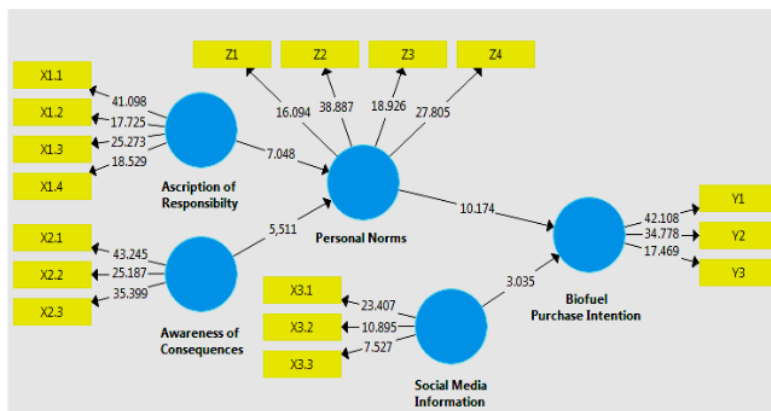 Z1
Z2
Z3
Z4
X1.1
X1.2
X1.3
X1.4
41.098
17.725
25.273
18.529
16.094
38.887
18.926
27.805
Ascription of
Responsibilty
7.048
Personal Norms
10.174
X2.1
X2.2
X2.3
43.245
25.187
35.399
5,511
Awareness of
Consequences
X3.1
X3.2
X3.3
23.407
10.895
7.527
Social Media
Information
3.035
Biofuel
Purchase Intention
42.108
34.778
17.469
Y1
Y2
Y3